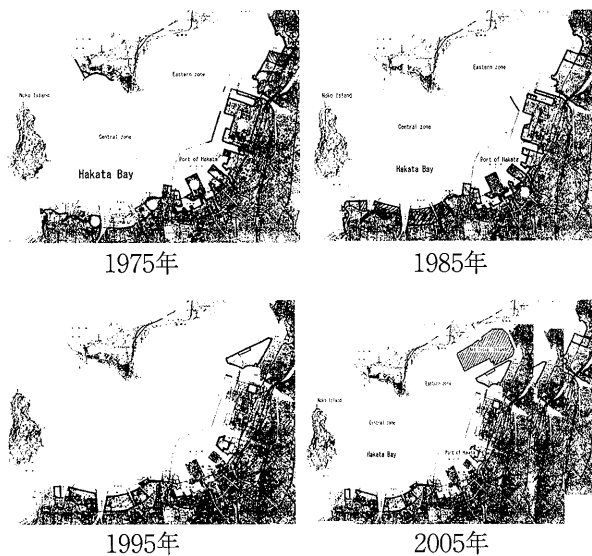 Eastern zone
Noko Island
Central zone
Port of Hakata
Hakata Bay
1975年
Eastern zone
Noko Island
Central zone
Port of Hakata
Hakata Bay
1985年
1995年
Eastern zone
Noko Island
Central zone
Hakata Bay
Port of Hakata
2005年